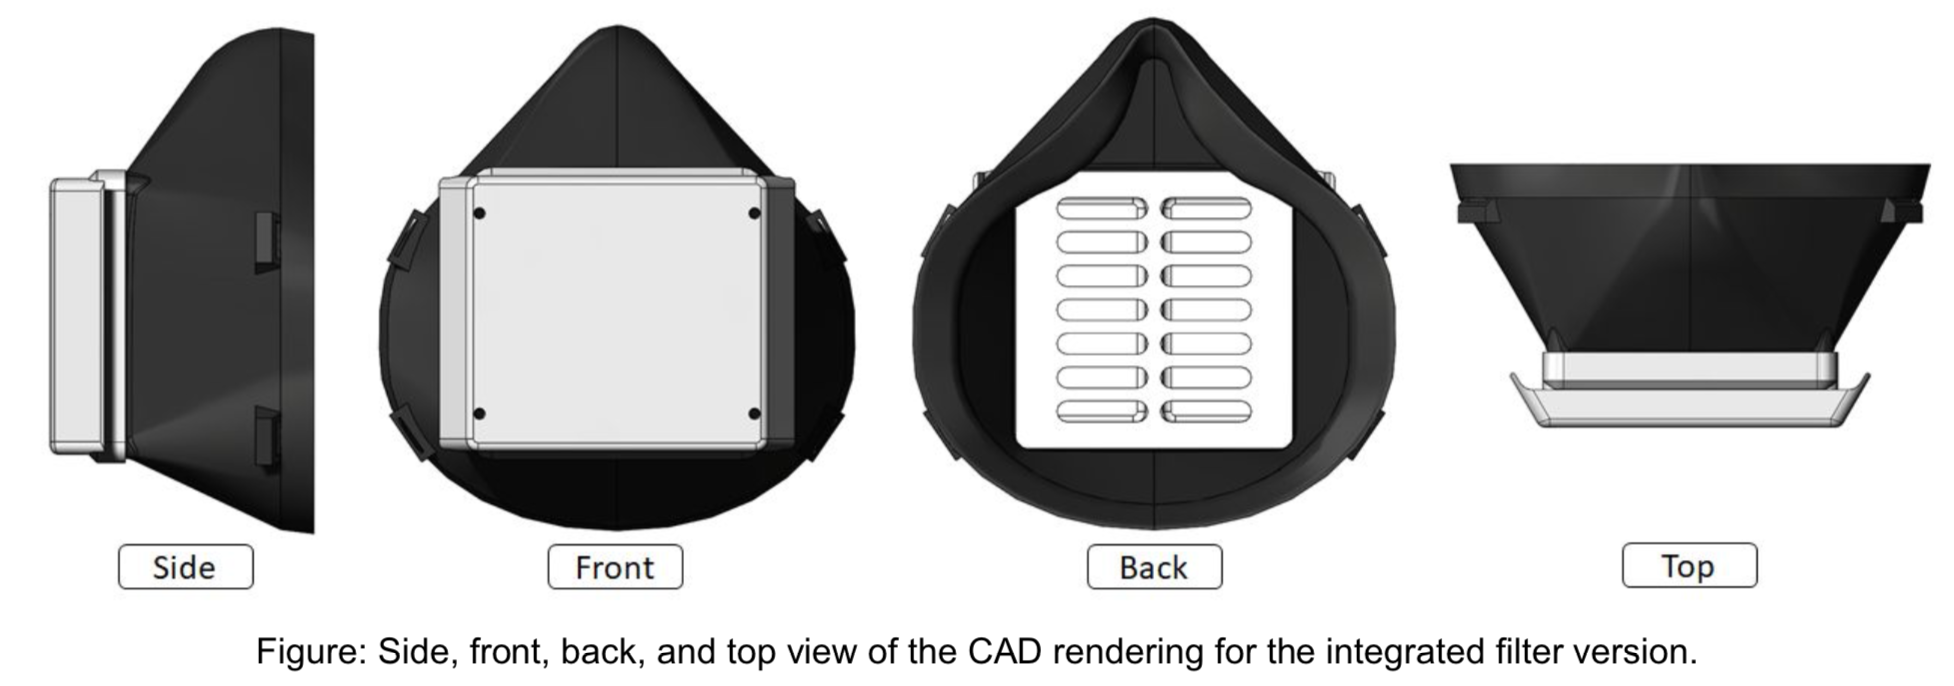 Side
Front
Back
Top
Figure: Side, front, back, and top view of the CAD rendering for the integrated filter version.